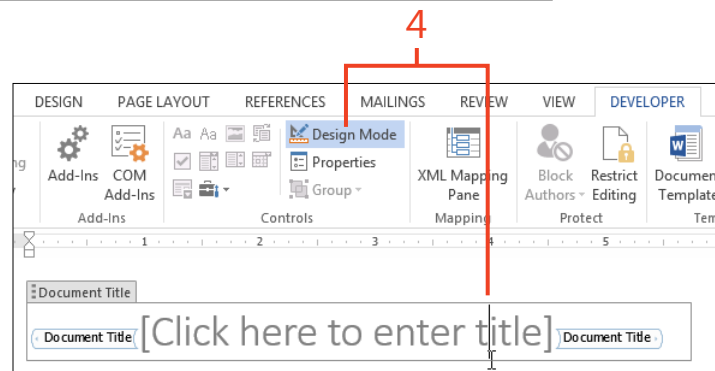 4
DESIGN PAGE LAYOUT REFERENCES MAILINGS REVIEW VIEW DEVELOPER
Aa Aa Design Mode
Add-Ins COM Add-Ins
Properties
Group
XML Mapping Pane
Block Authors
Restrict Editing
W
Add-Ins Controls Mapping Protect
1 2 3 4 5
Document Title
Document Title [Click here to enter title] Document Title